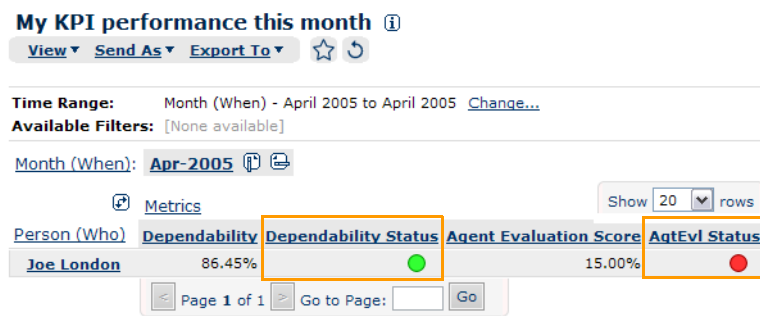 My KPI performance this month
View Send As Export To
Time Range: Month (When) - April 2005 to April 2005 Change...
Available Filters: [None available]
Month (When): Apr-2005
Show 20 rows
Metrics
Person (Who) Dependability Dependability Status Agent Evaluation Score AgtEvl Status
Joe London 86.45% 15.00%
< Page 1 of 1 > Go to Page: Go